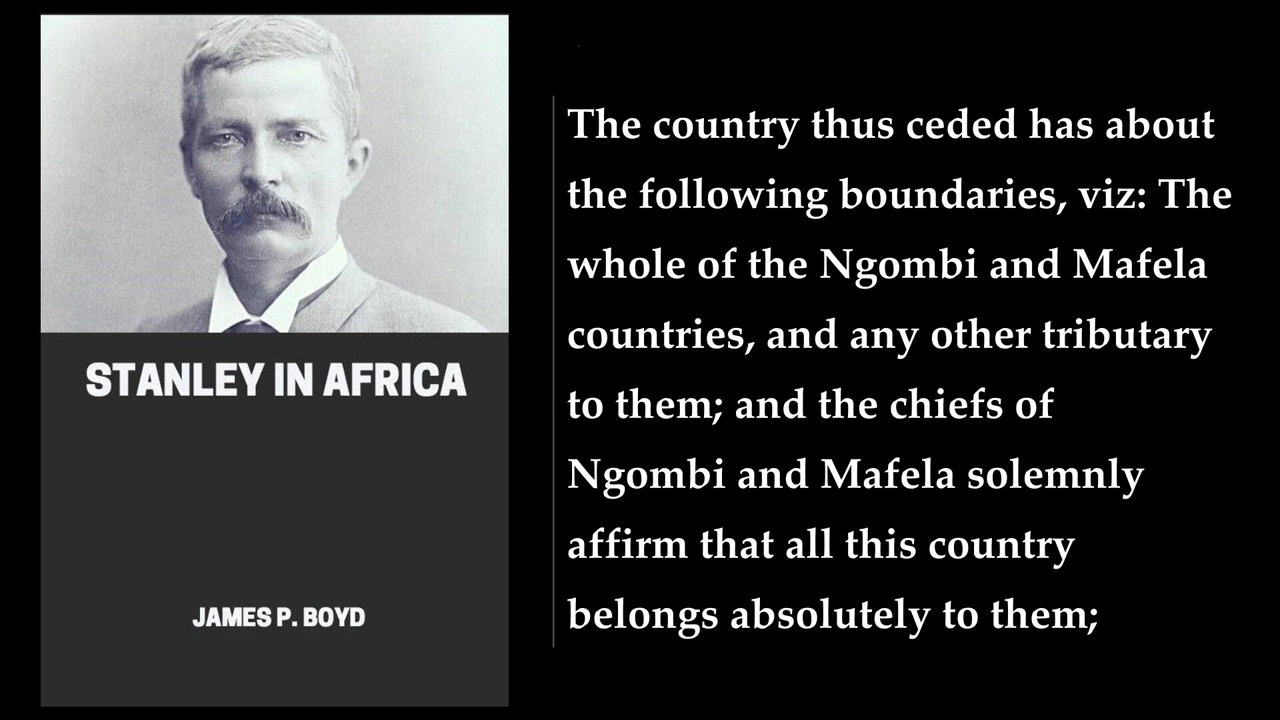 STANLEY IN AFRICA
JAMES P. BOYD
The country thus ceded has about
the following boundaries, viz: The
whole of the Ngombi and Mafela
countries, and any other tributary
to them; and the chiefs of
Ngombi and Mafela solemnly
affirm that all this country
belongs absolutely to them;